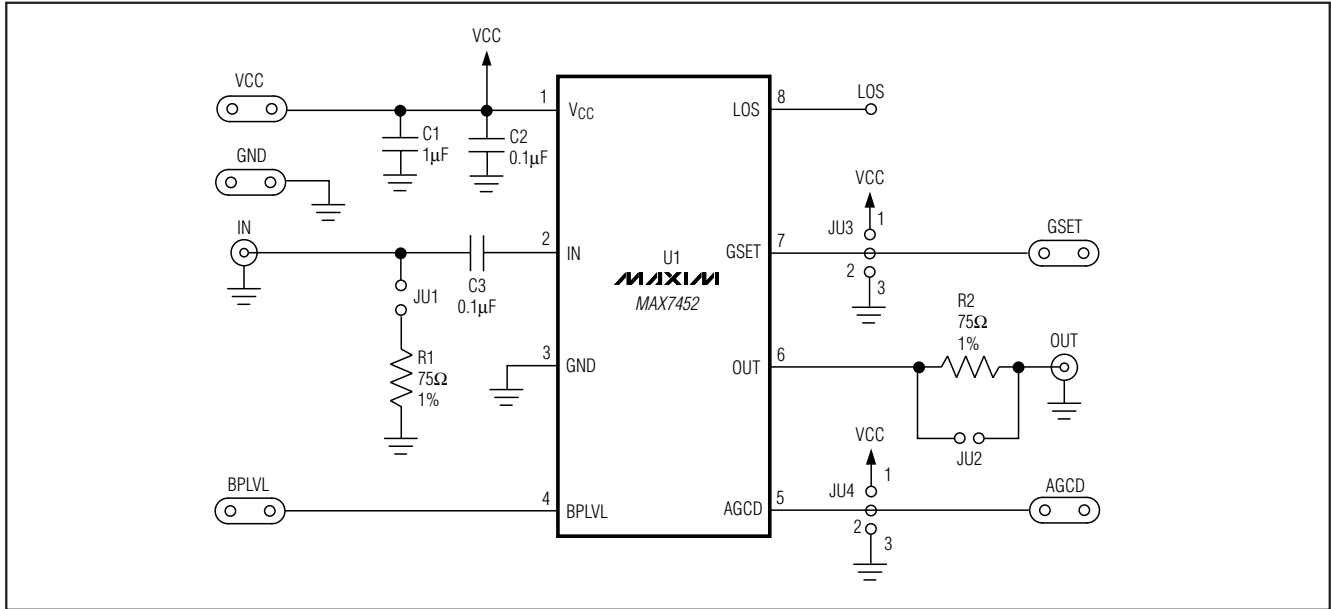 VCC
VCC
1
VCC
C1
1µF
C2
0.1µF
GND
IN
2
IN
C3
0.1µF
JU1
R1
75Ω
1%
3
GND
BPLVL
4
BPLVL
U1
MAXIM
MAX7452
8
LOS
LOS
VCC
JU3
1
2
3
7
GSET
GSET
R2
75Ω
1%
6
OUT
OUT
JU2
VCC
JU4
1
2
3
5
AGCD
AGCD